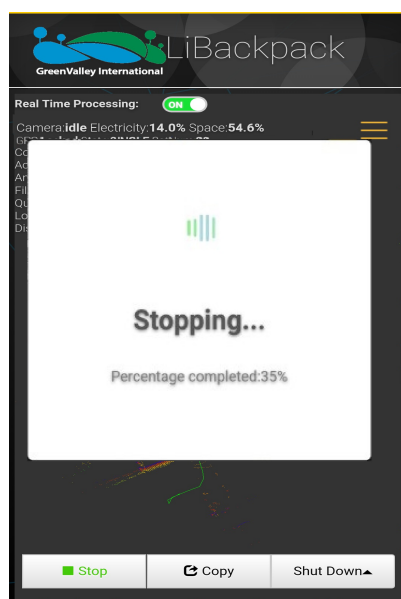 LiBackpack
GreenValley International
Real Time Processing: ON
Camera:idle Electricity:14.0% Space:54.6%
Stopping...
Percentage completed:35%
Stop Copy Shut Down